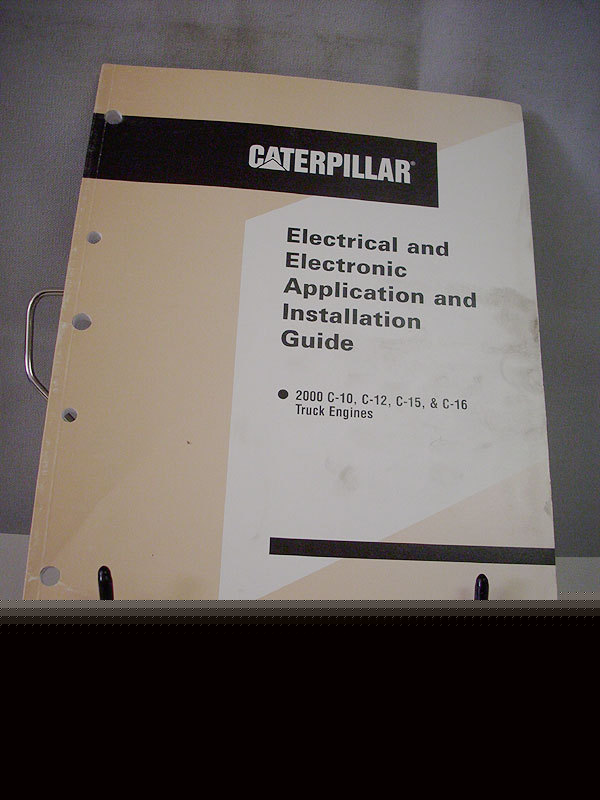 CATERPILLAR®
Electrical and
Electronic
Application and
Installation
Guide
● 2000 C-10, C-12, C-15, & C-16
Truck Engines